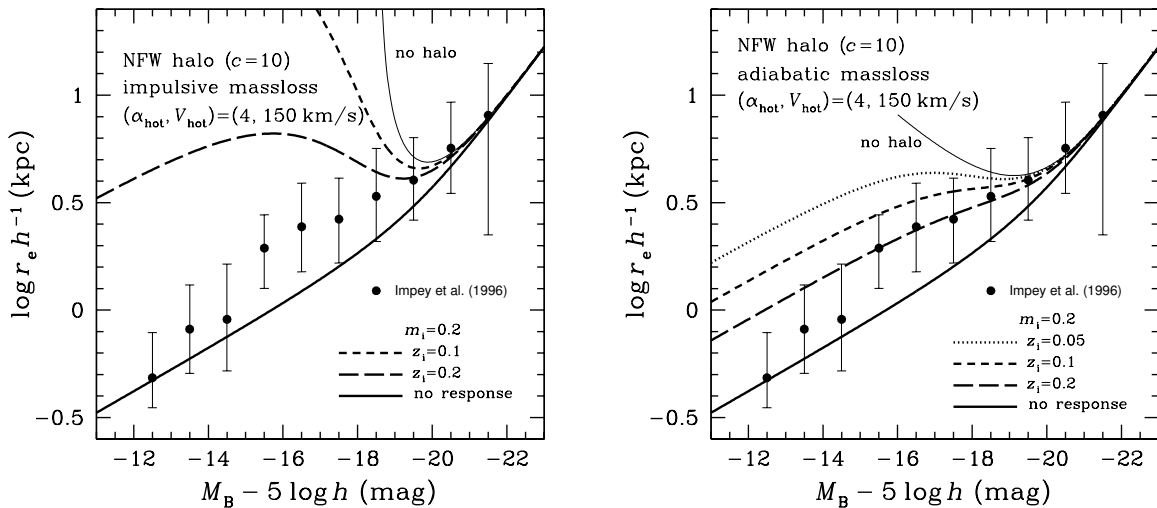 NFW halo (c=10)
impulsive massloss
(α_hot, V_hot)=(4, 150 km/s)
no halo
1
0.5
0
−0.5
log r_e h⁻¹ (kpc)
Impey et al. (1996)
m_i=0.2
z_i=0.1
z_i=0.2
no response
−12 −14 −16 −18 −20 −22
M_B − 5 log h (mag)
NFW halo (c=10)
adiabatic massloss
(α_hot, V_hot)=(4, 150 km/s)
no halo
1
0.5
0
−0.5
log r_e h⁻¹ (kpc)
Impey et al. (1996)
m_i=0.2
z_i=0.05
z_i=0.1
z_i=0.2
no response
−12 −14 −16 −18 −20 −22
M_B − 5 log h (mag)